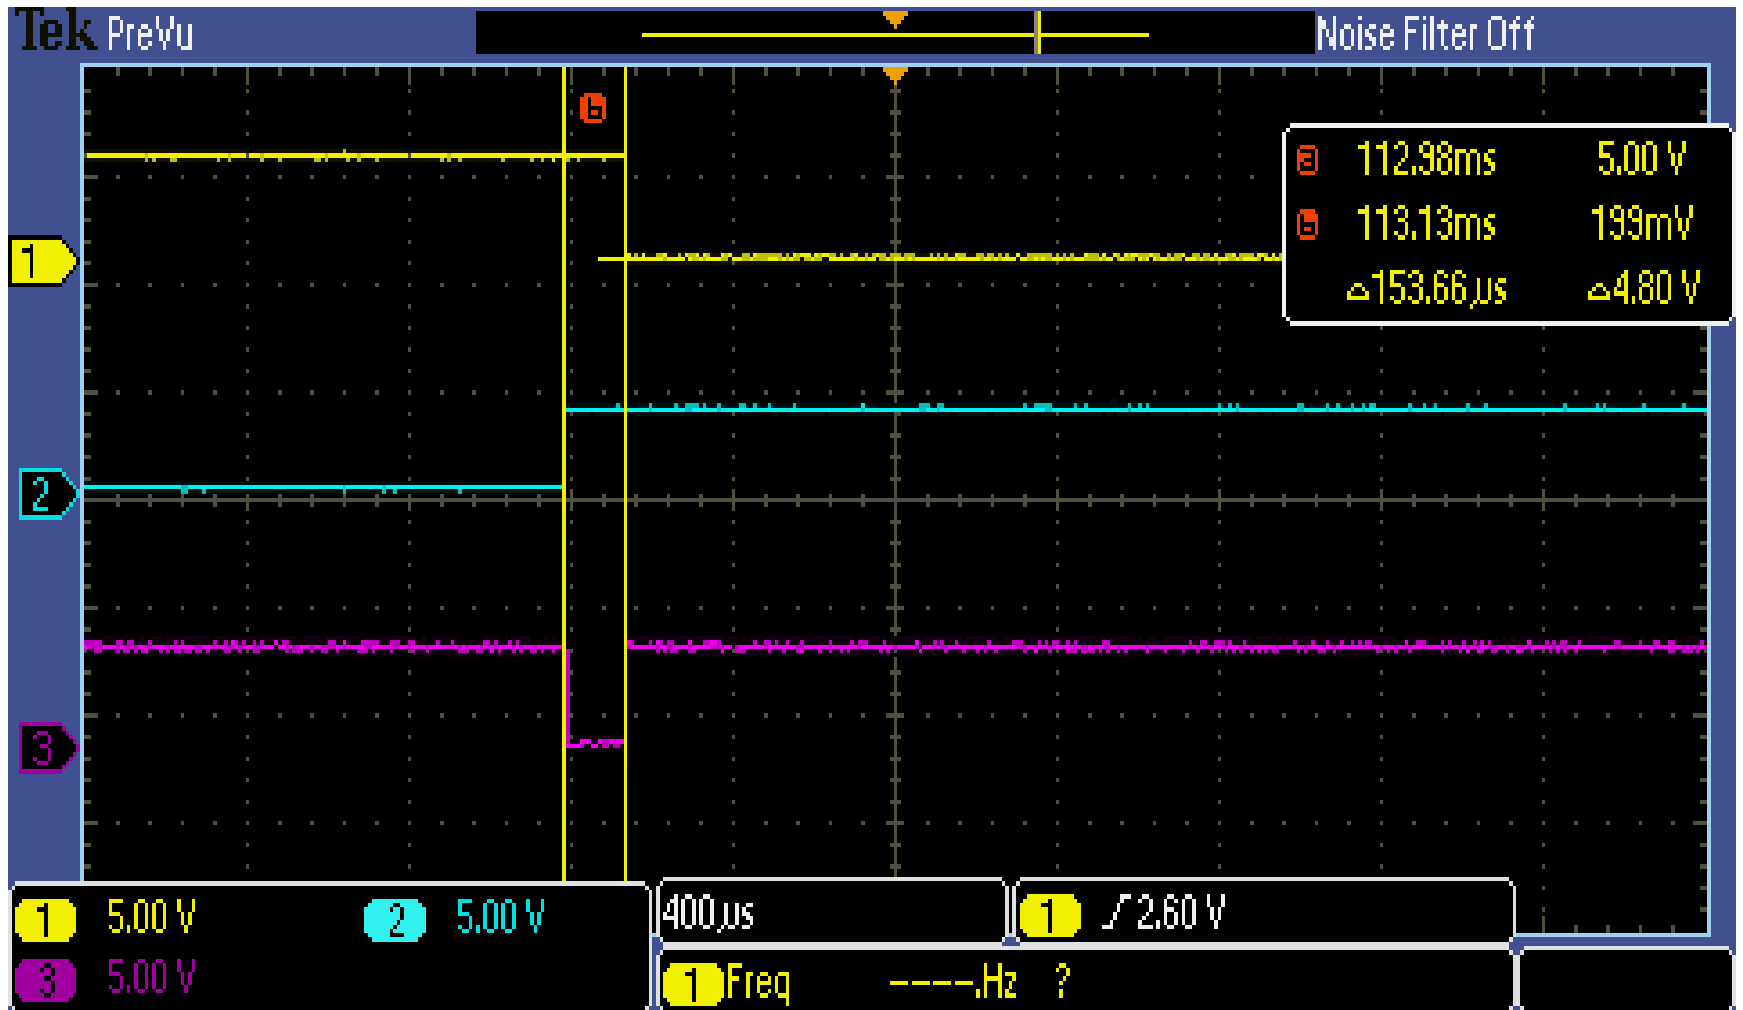 Tek PreVu
Noise Filter Off
b
a 112.98ms 5.00 V
b 113.13ms 199mV
△153.66µs △4.80 V
1
2
3
1 5.00 V 2 5.00 V
3 5.00 V
400µs
1 2.60 V
1 Freq ----.Hz ?